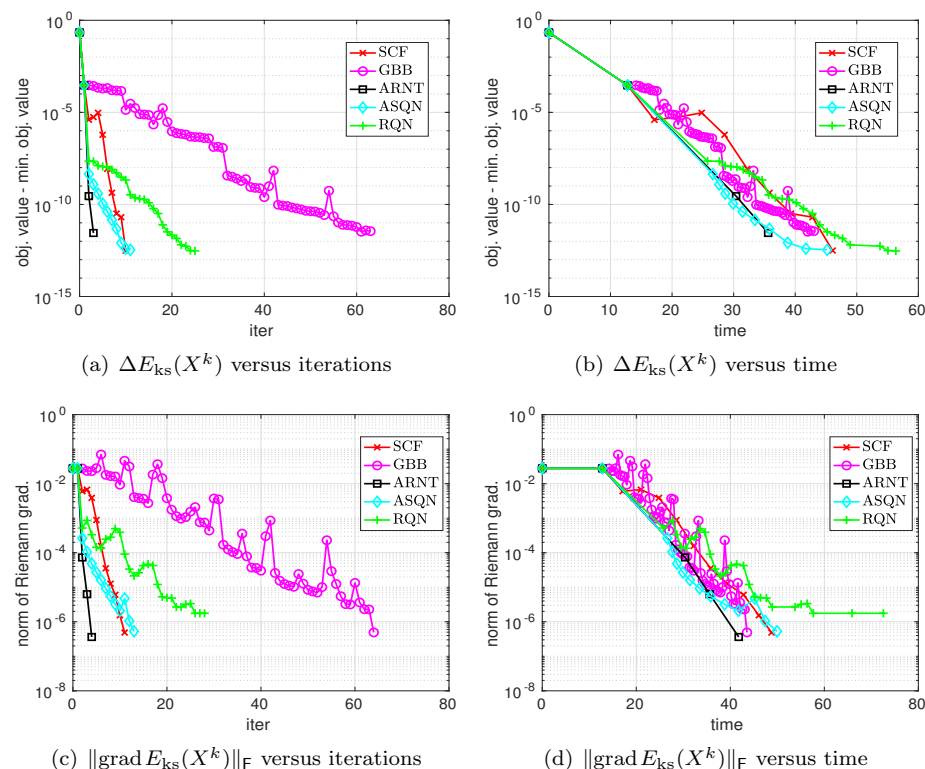 10^0
10^-5
10^-10
10^-15
obj. value - min. obj. value
0 20 40 60 80
iter
SCF
GBB
ARNT
ASQN
RQN
(a) ΔE_ks(X^k) versus iterations
10^0
10^-5
10^-10
10^-15
obj. value - min. obj. value
0 10 20 30 40 50 60
time
SCF
GBB
ARNT
ASQN
RQN
(b) ΔE_ks(X^k) versus time
10^0
10^-2
10^-4
10^-6
10^-8
norm of Riemann grad.
0 20 40 60 80
iter
SCF
GBB
ARNT
ASQN
RQN
(c) ‖grad E_ks(X^k)‖_F versus iterations
10^0
10^-2
10^-4
10^-6
10^-8
norm of Riemann grad.
0 20 40 60 80
time
SCF
GBB
ARNT
ASQN
RQN
(d) ‖grad E_ks(X^k)‖_F versus time